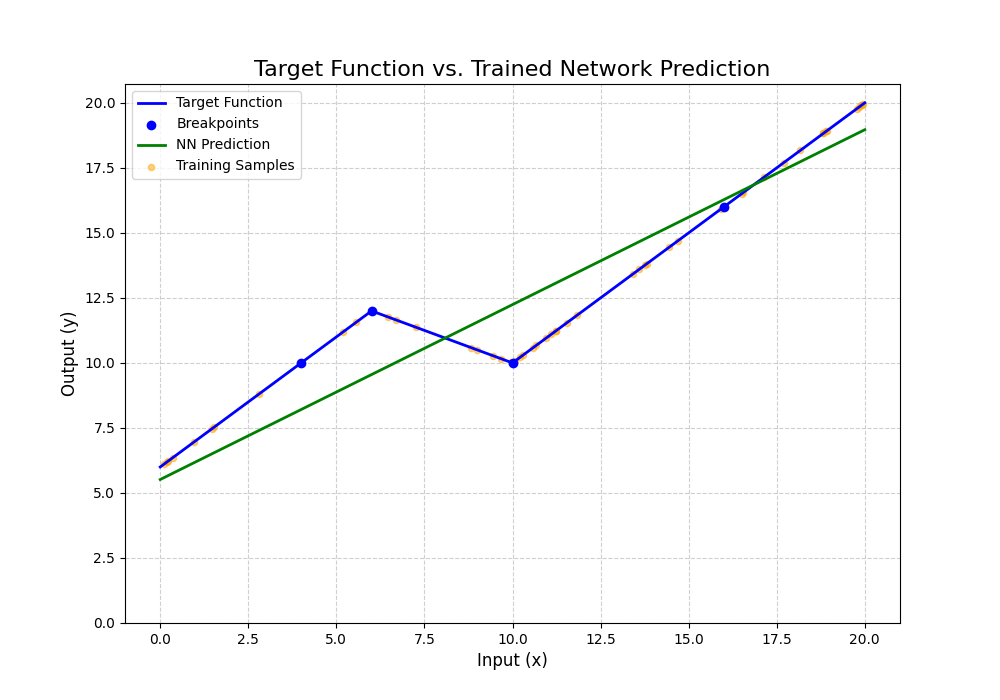 Target Function vs. Trained Network Prediction
Target Function
Breakpoints
NN Prediction
Training Samples
20.0
17.5
15.0
12.5
10.0
7.5
5.0
2.5
0.0
Output (y)
0.0 2.5 5.0 7.5 10.0 12.5 15.0 17.5 20.0
Input (x)